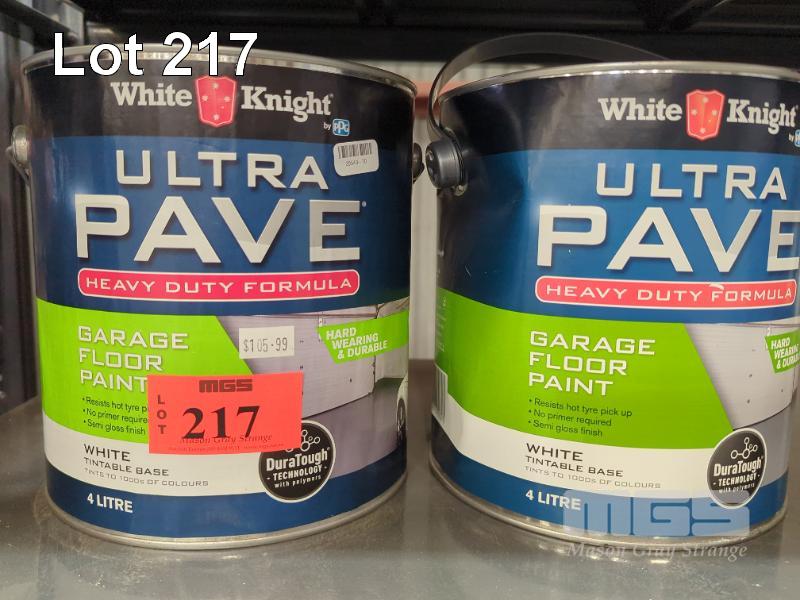 Lot 217
White Knight
by PPG
ULTRA
PAVE
HEAVY DUTY FORMULA
GARAGE
FLOOR
PAINT
$105-99
HARD
WEARING
& DURABLE
• Resists hot tyre pick up
• No primer required
• Semi gloss finish
MGS
LOT
217
Mason Gray Strange
WHITE
TINTABLE BASE
TINTS TO 1000s OF COLOURS
DuraTough
TECHNOLOGY
with polymers
4 LITRE
White Knight
by PPG
ULTRA
PAVE
HEAVY DUTY FORMULA
GARAGE
FLOOR
PAINT
HARD
WEARING
• Resists hot tyre pick up
• No primer required
• Semi gloss finish
WHITE
TINTABLE BASE
TINTS TO 1000s OF COLOURS
DuraTough
TECHNOLOGY
with polymers
4 LITRE
MGS
Mason Gray Strange